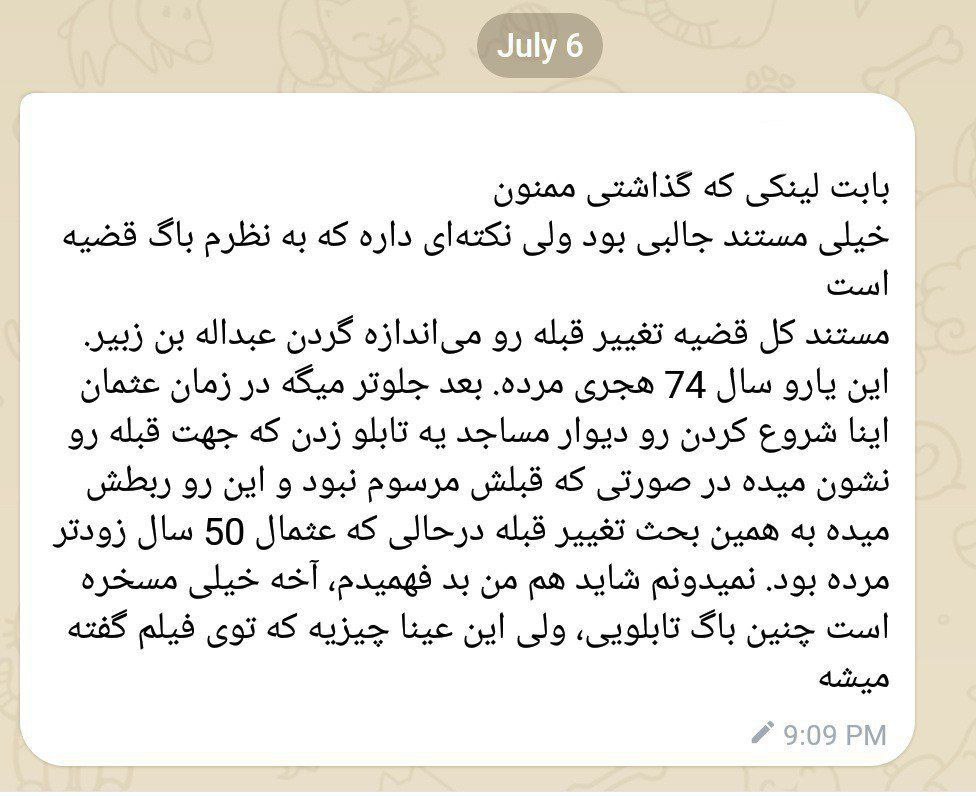 July 6
بابت لینکی که گذاشتی ممنون
خیلی مستند جالبی بود ولی نکته‌ای داره که به نظرم باگ قضیه
است
مستند کل قضیه تغییر قبله رو می‌اندازه گردن عبداله بن زبیر.
این یارو سال 74 هجری مرده. بعد جلوتر میگه در زمان عثمان
اینا شروع کردن رو دیوار مساجد یه تابلو زدن که جهت قبله رو
نشون میده در صورتی که قبلش مرسوم نبود و این رو ربطش
میده به همین بحث تغییر قبله درحالی که عثمال 50 سال زودتر
مرده بود. نمیدونم شاید هم من بد فهمیدم، آخه خیلی مسخره
است چنین باگ تابلویی، ولی این عینا چیزیه که توی فیلم گفته
میشه
9:09 PM